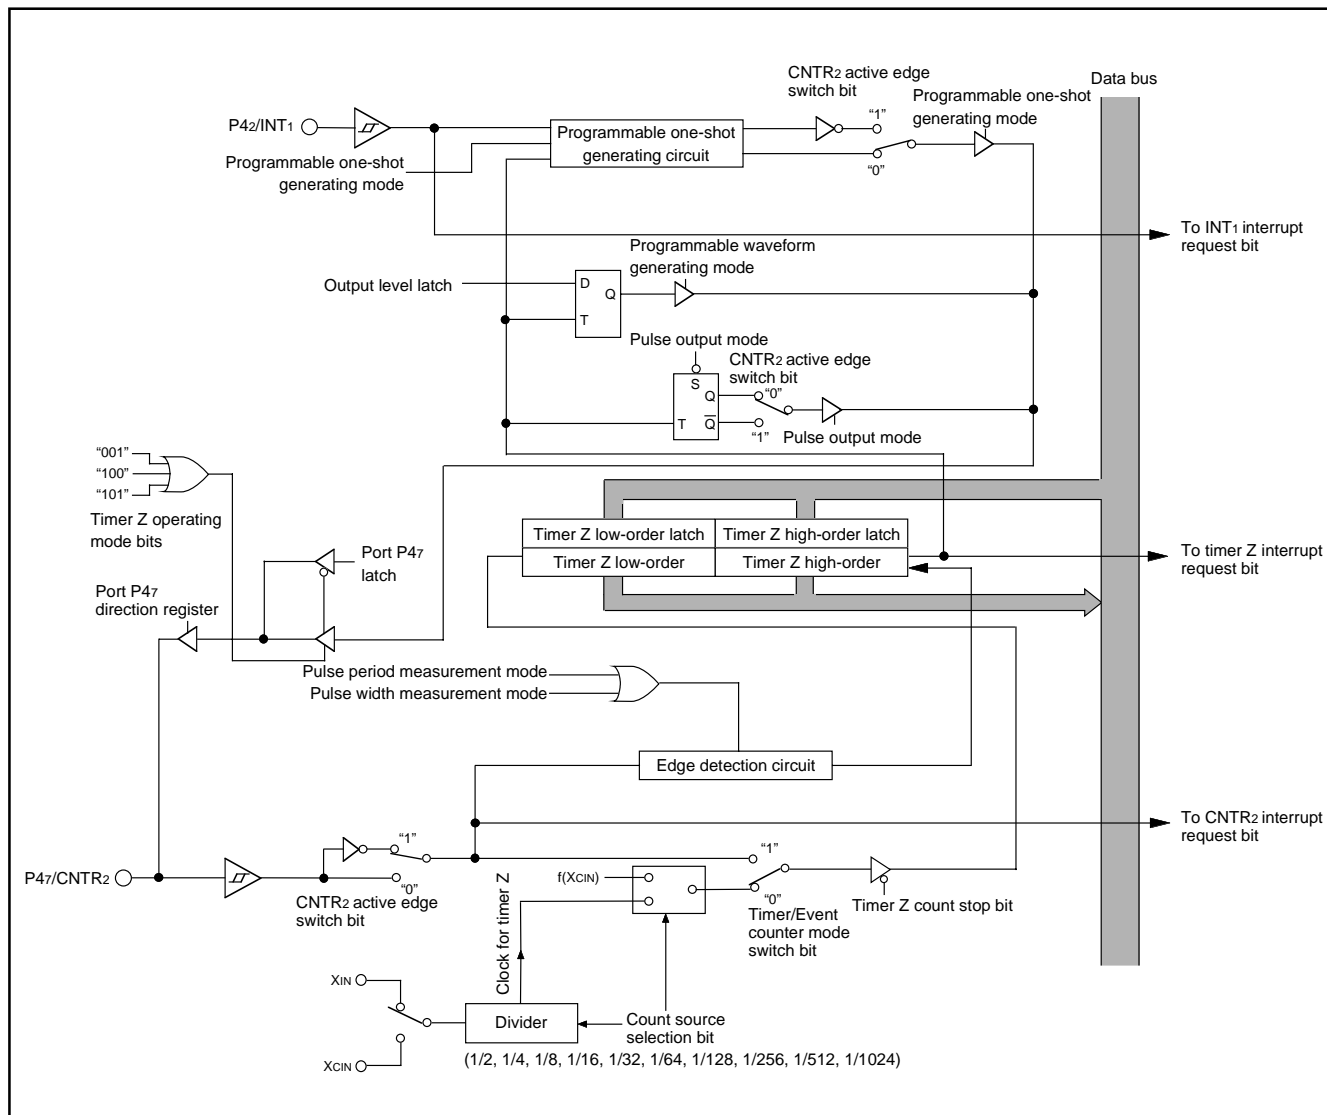 CNTR2 active edge
switch bit
Data bus
Programmable one-shot
generating mode
P42/INT1
"1"
Programmable one-shot
generating circuit
Programmable one-shot
generating mode
"0"
To INT1 interrupt
request bit
Programmable waveform
generating mode
Output level latch
D
Q
T
Pulse output mode
CNTR2 active edge
switch bit
S
Q
"0"
T
Q
"1"
Pulse output mode
"001"
"100"
"101"
Timer Z operating
mode bits
Timer Z low-order latch
Timer Z high-order latch
Timer Z low-order
Timer Z high-order
To timer Z interrupt
request bit
Port P47
latch
Port P47
direction register
Pulse period measurement mode
Pulse width measurement mode
Edge detection circuit
To CNTR2 interrupt
request bit
"1"
"1"
P47/CNTR2
"0"
CNTR2 active edge
switch bit
f(XCIN)
"0"
Timer/Event
counter mode
switch bit
Timer Z count stop bit
Clock for timer Z
XIN
Divider
Count source
selection bit
XCIN
(1/2, 1/4, 1/8, 1/16, 1/32, 1/64, 1/128, 1/256, 1/512, 1/1024)